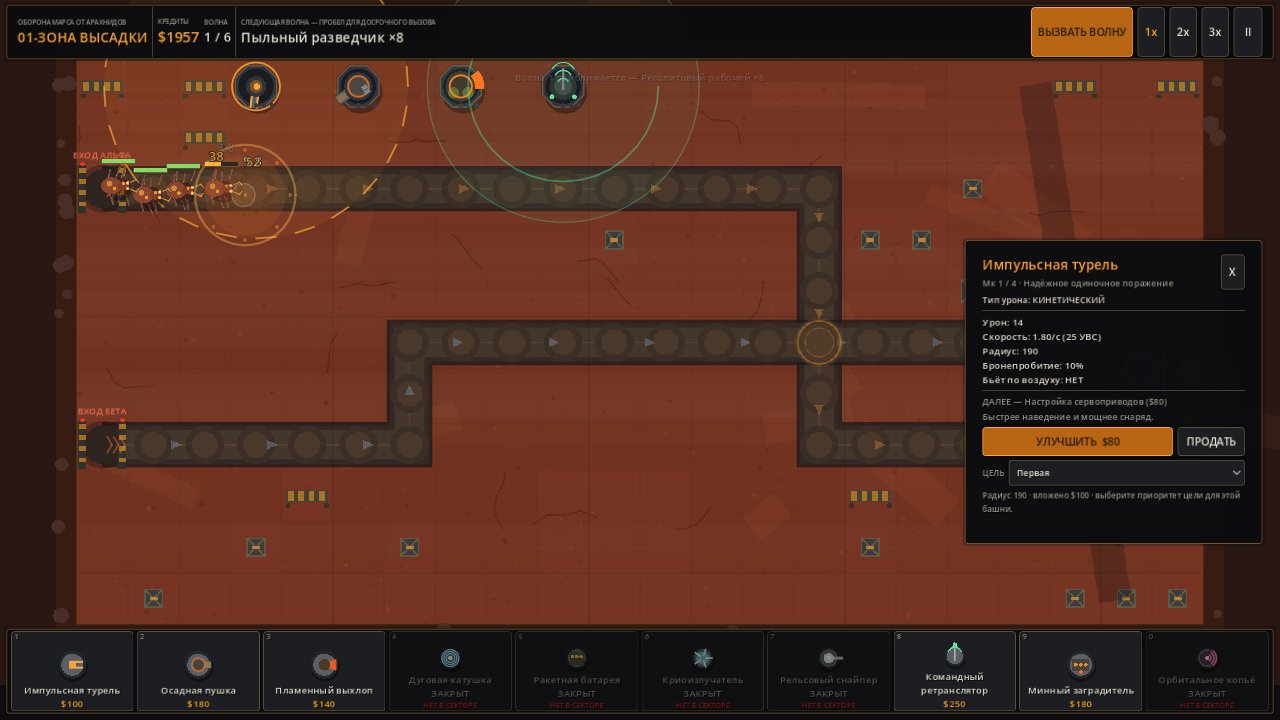 ОБОРОНА МАРСА ОТ АРАХНИДОВ
01-ЗОНА ВЫСАДКИ
КРЕДИТЫ
$1957
ВОЛНА
1 / 6
СЛЕДУЮЩАЯ ВОЛНА — ПРОБЕЛ ДЛЯ ДОСРОЧНОГО ВЫЗОВА
Пыльный разведчик ×8
ВЫЗВАТЬ ВОЛНУ
1x
2x
3x
II
Реголитовый рабочий ×6
ВХОД АЛЬФА
38
ВХОД БЕТА
Импульсная турель
X
Мк 1 / 4 · Надёжное одиночное поражение
Тип урона: КИНЕТИЧЕСКИЙ
Урон: 14
Скорость: 1.80/с (25 УВС)
Радиус: 190
Бронепробитие: 10%
Бьёт по воздуху: НЕТ
ДАЛЕЕ — Настройка сервоприводов ($80)
Быстрее наведение и мощнее снаряд.
УЛУЧШИТЬ $80
ПРОДАТЬ
ЦЕЛЬ
Первая
Радиус 190 · вложено $100 · выберите приоритет цели для этой
башни.
1
Импульсная турель
$100
2
Осадная пушка
$180
3
Пламенный выхлоп
$140
4
Дуговая катушка
ЗАКРЫТ
НЕТ В СЕКТОРЕ
5
Ракетная батарея
ЗАКРЫТ
НЕТ В СЕКТОРЕ
6
Криоизлучатель
ЗАКРЫТ
НЕТ В СЕКТОРЕ
7
Рельсовый снайпер
ЗАКРЫТ
НЕТ В СЕКТОРЕ
8
Командный
ретранслятор
$250
9
Минный заградитель
$180
0
Орбитальное копьё
ЗАКРЫТ
НЕТ В СЕКТОРЕ